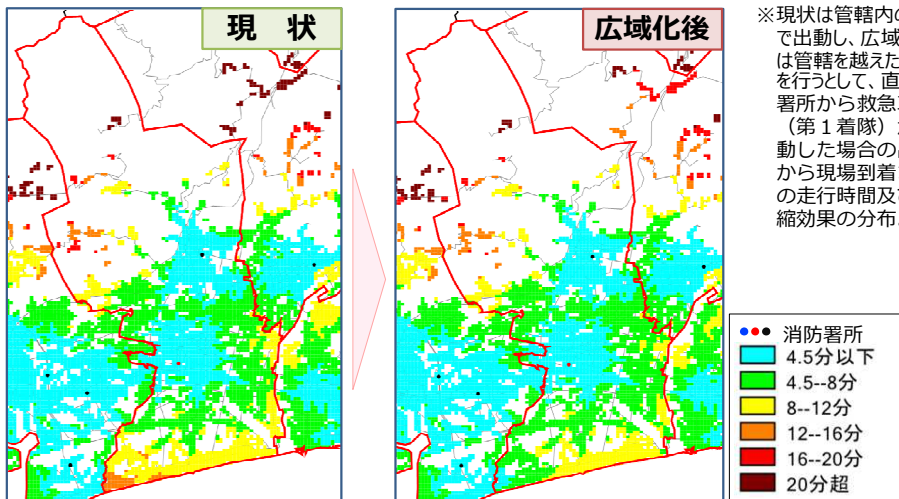 現 状
広域化後
※現状は管轄内の
で出動し、広域
は管轄を越えた
を行うとして、直
署所から救急
（第１着隊）
動した場合の
から現場到着
の走行時間及
縮効果の分布
消防署所
4.5分以下
4.5--8分
8--12分
12--16分
16--20分
20分超